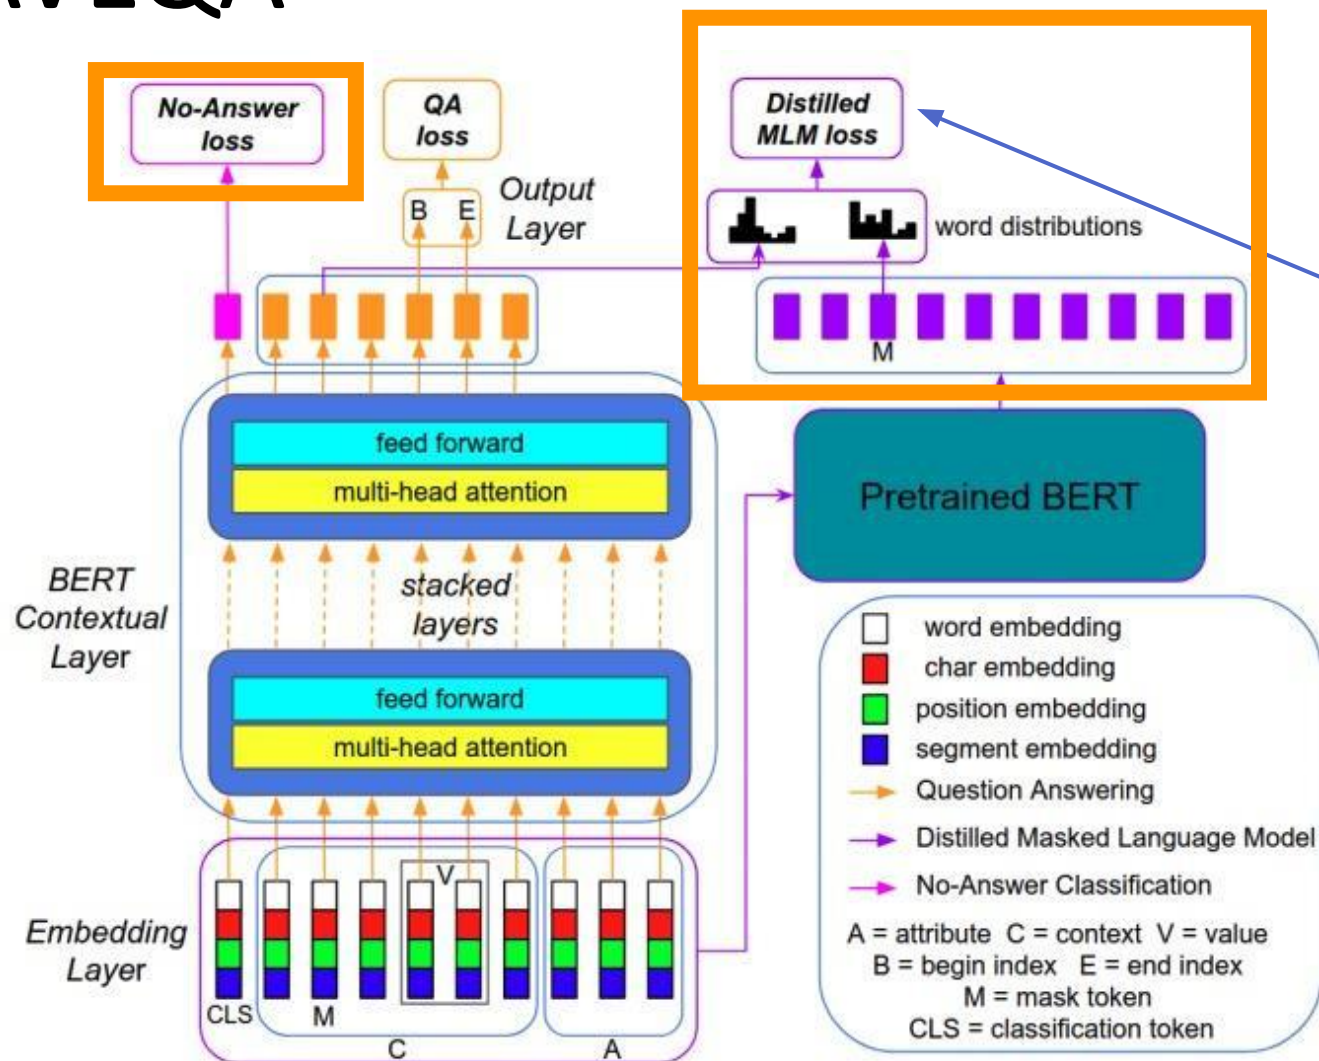 AVEQA
No-Answer
loss
QA
loss
Distilled
MLM loss
Output
Layer
B E
word distributions
M
feed forward
multi-head attention
Pretrained BERT
BERT
Contextual
Layer
stacked
layers
feed forward
multi-head attention
word embedding
char embedding
position embedding
segment embedding
Question Answering
Distilled Masked Language Model
No-Answer Classification
A = attribute C = context V = value
B = begin index E = end index
M = mask token
CLS = classification token
Embedding
Layer
V
CLS
M
C
A